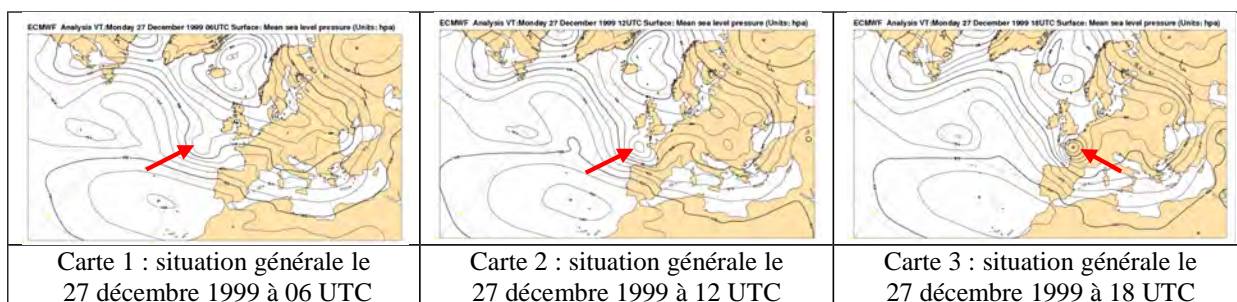 ECMWF Analysis VT:Monday 27 December 1999 06UTC Surface: Mean sea level pressure (Units: hpa)
ECMWF Analysis VT:Monday 27 December 1999 12UTC Surface: Mean sea level pressure (Units: hpa)
ECMWF Analysis VT:Monday 27 December 1999 18UTC Surface: Mean sea level pressure (Units: hpa)
Carte 1 : situation générale le
27 décembre 1999 à 06 UTC
Carte 2 : situation générale le
27 décembre 1999 à 12 UTC
Carte 3 : situation générale le
27 décembre 1999 à 18 UTC